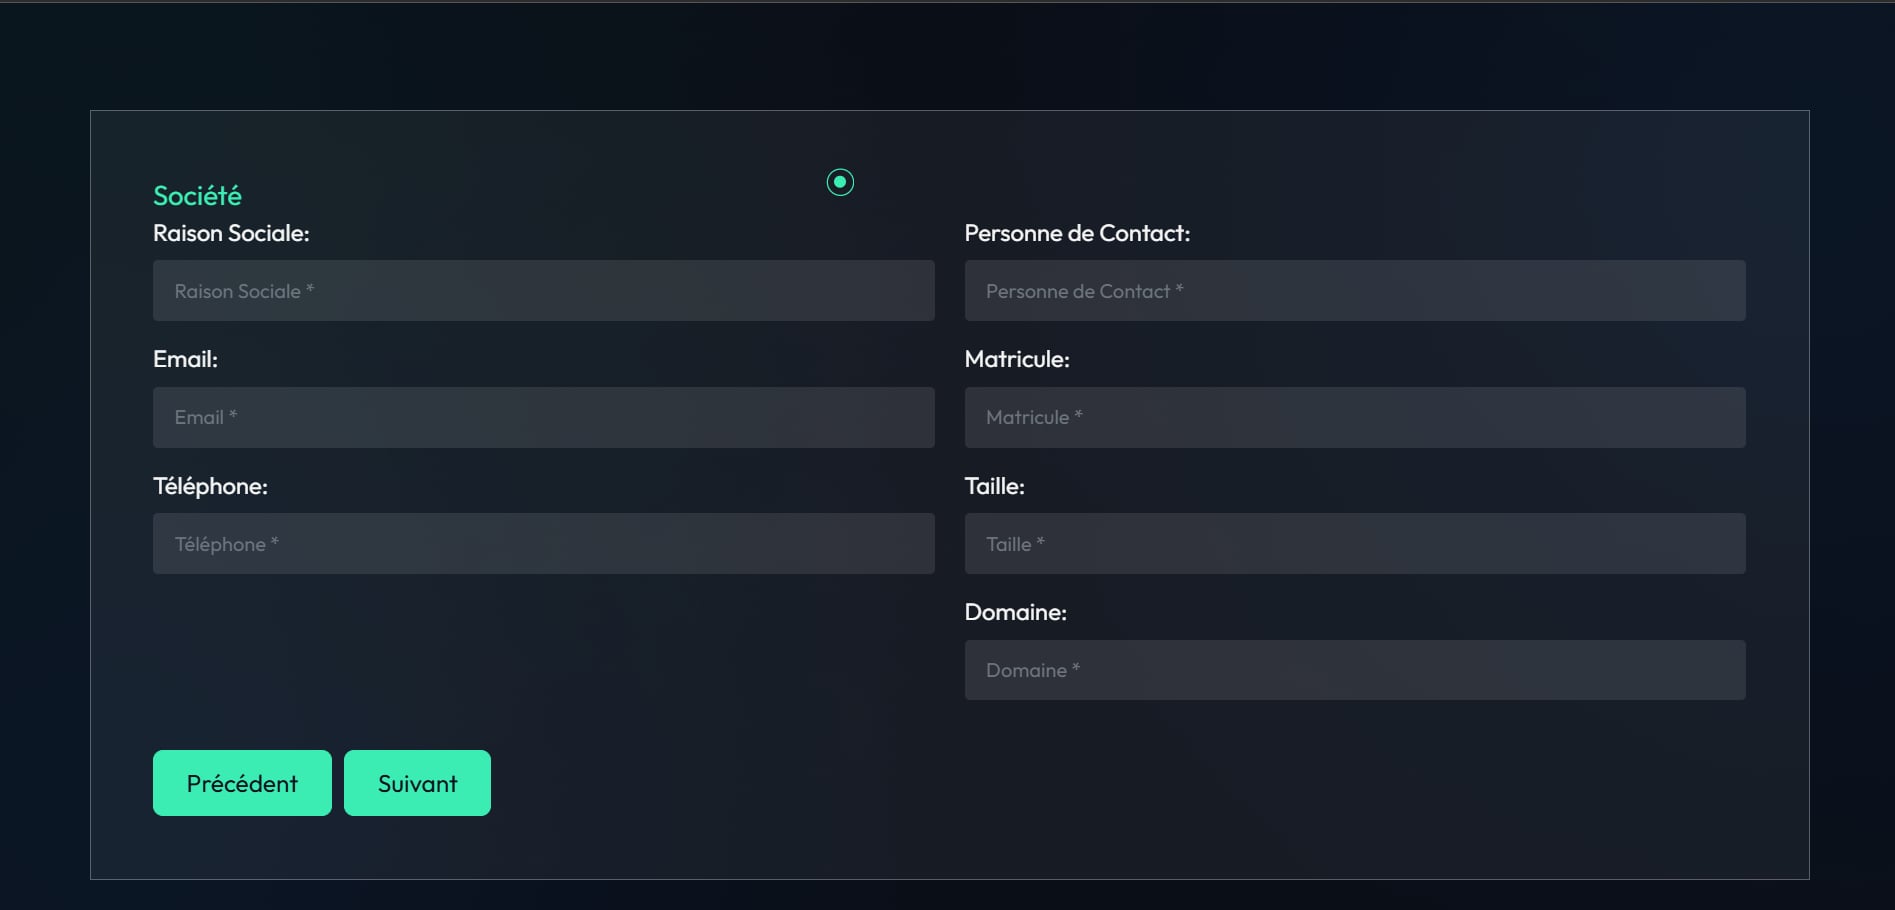 Société
Raison Sociale:
Personne de Contact:
Raison Sociale *
Personne de Contact *
Email:
Matricule:
Email *
Matricule *
Téléphone:
Taille:
Téléphone *
Taille *
Domaine:
Domaine *
Précédent
Suivant